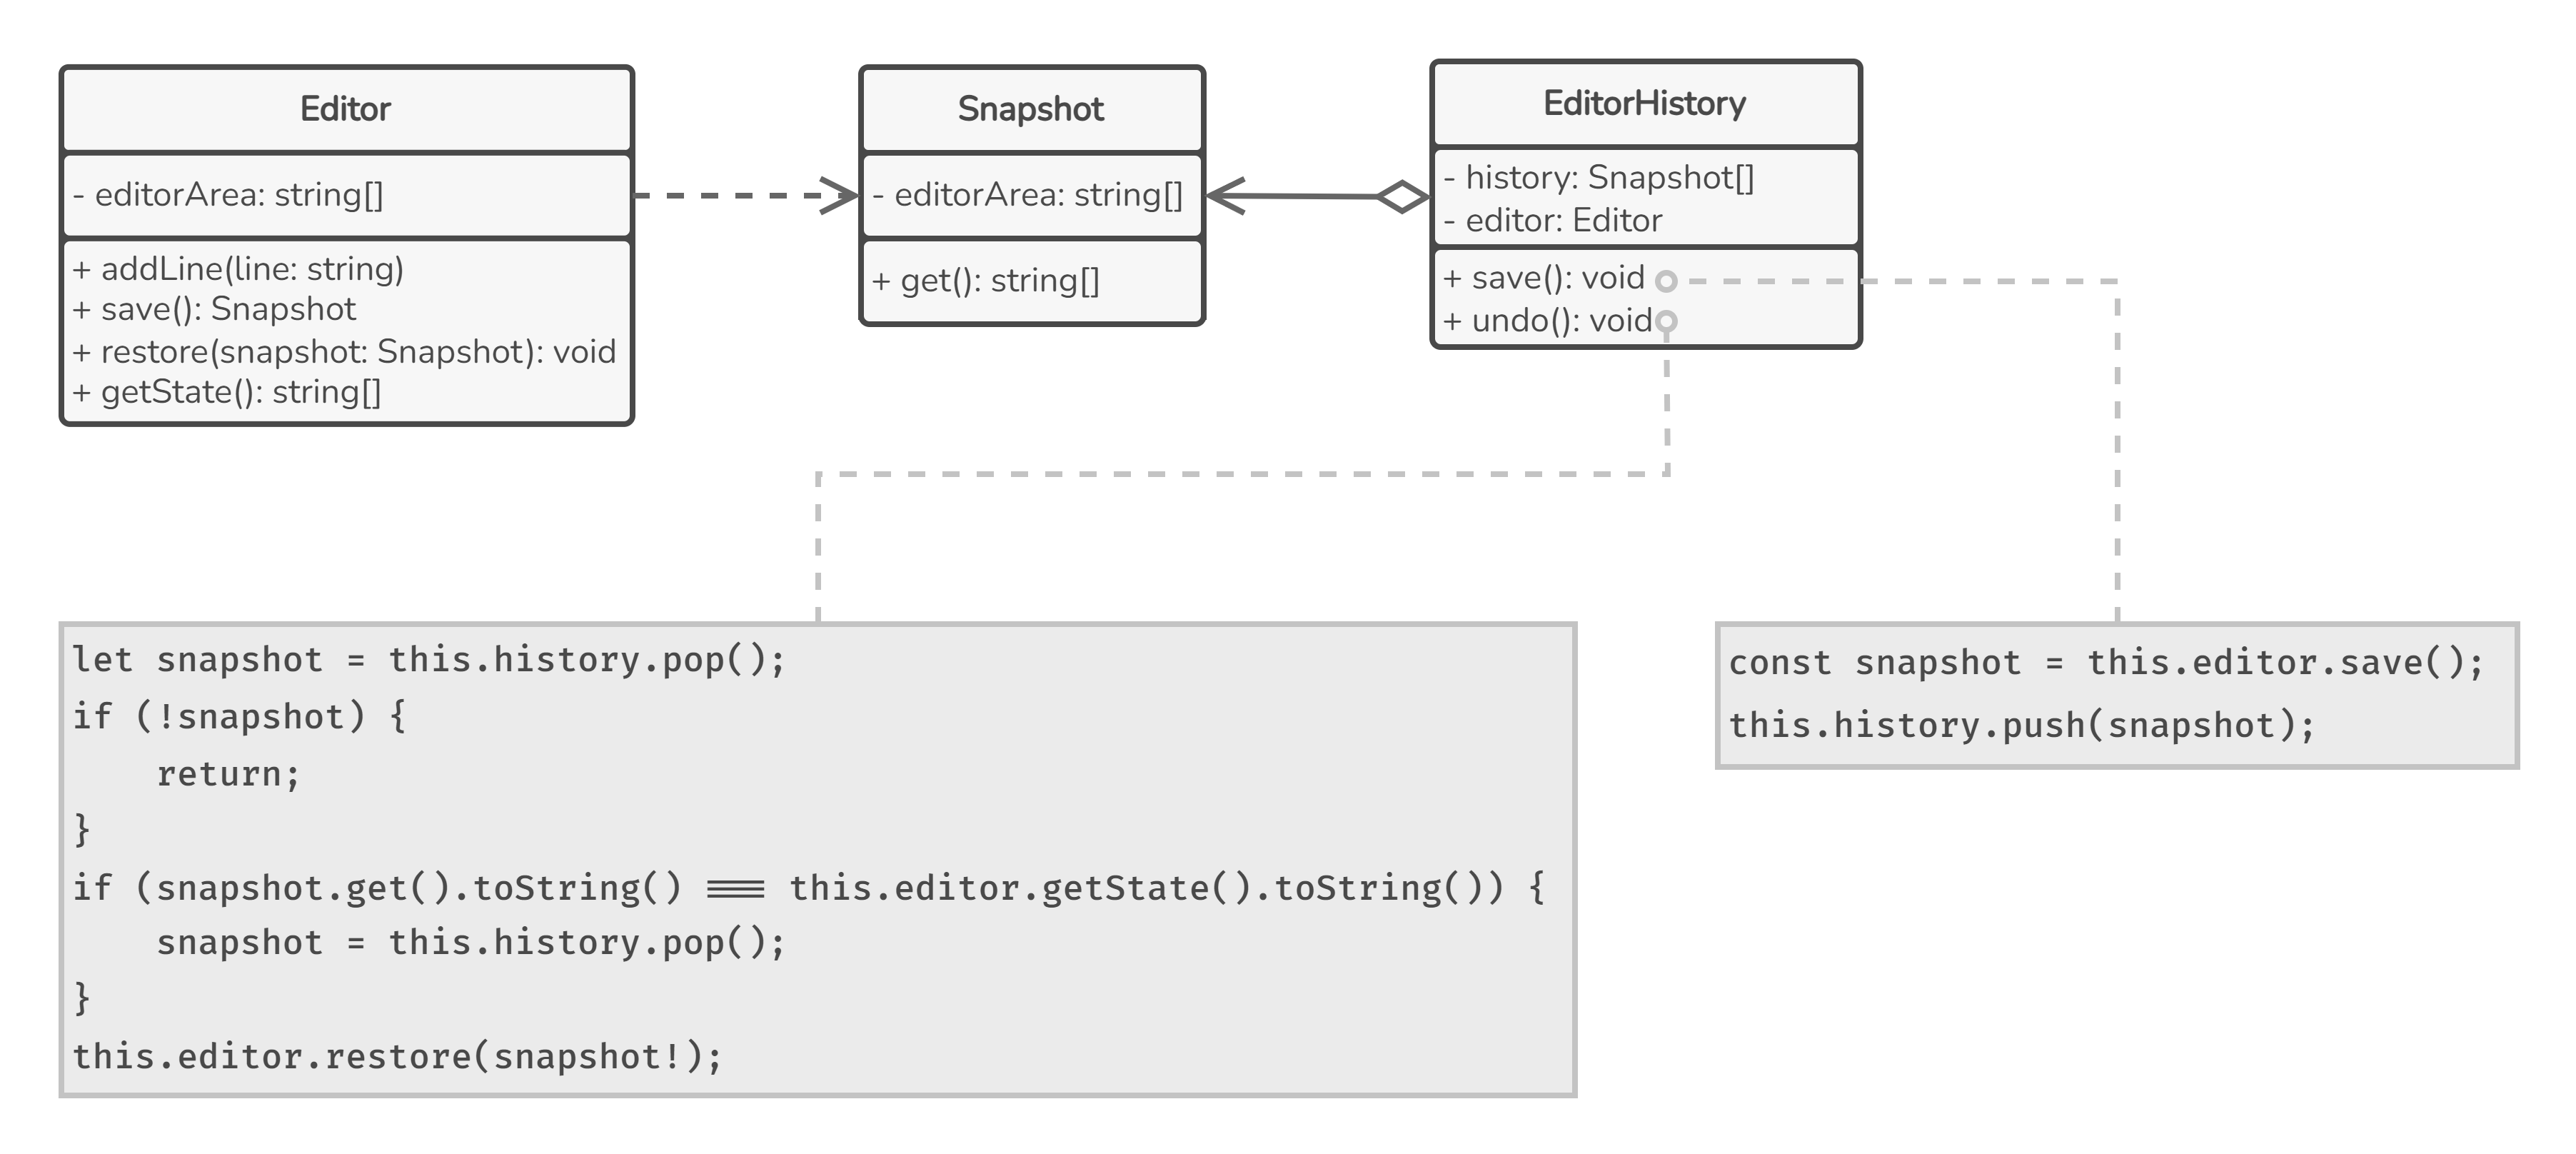 Editor
- editorArea: string[]
+ addLine(line: string)
+ save(): Snapshot
+ restore(snapshot: Snapshot): void
+ getState(): string[]
Snapshot
- editorArea: string[]
+ get(): string[]
EditorHistory
- history: Snapshot[]
- editor: Editor
+ save(): void
+ undo(): void
let snapshot = this.history.pop();
if (!snapshot) {
    return;
}
if (snapshot.get().toString() === this.editor.getState().toString()) {
    snapshot = this.history.pop();
}
this.editor.restore(snapshot!);
const snapshot = this.editor.save();
this.history.push(snapshot);